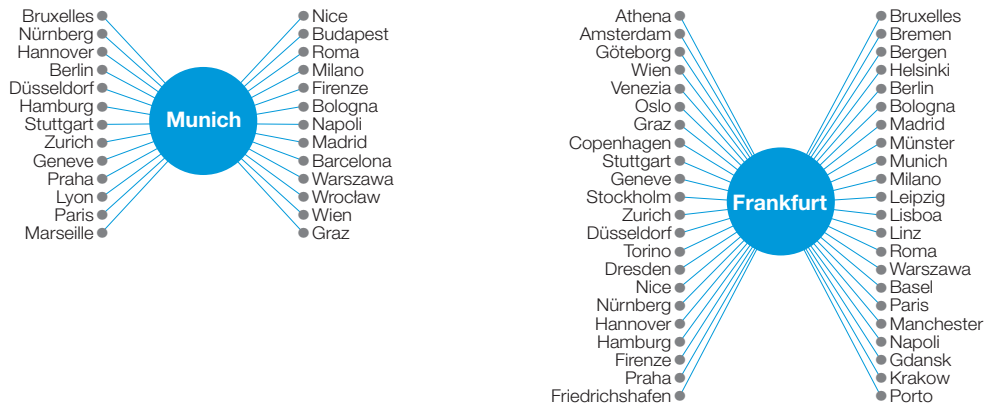 Bruxelles
Nürnberg
Hannover
Berlin
Düsseldorf
Hamburg
Stuttgart
Zurich
Geneve
Praha
Lyon
Paris
Marseille
Munich
Nice
Budapest
Roma
Milano
Firenze
Bologna
Napoli
Madrid
Barcelona
Warszawa
Wrocław
Wien
Graz
Athena
Amsterdam
Göteborg
Wien
Venezia
Oslo
Graz
Copenhagen
Stuttgart
Geneve
Stockholm
Zurich
Düsseldorf
Torino
Dresden
Nice
Nürnberg
Hannover
Hamburg
Firenze
Praha
Friedrichshafen
Frankfurt
Bruxelles
Bremen
Bergen
Helsinki
Berlin
Bologna
Madrid
Münster
Munich
Milano
Leipzig
Lisboa
Linz
Roma
Warszawa
Basel
Paris
Manchester
Napoli
Gdansk
Krakow
Porto